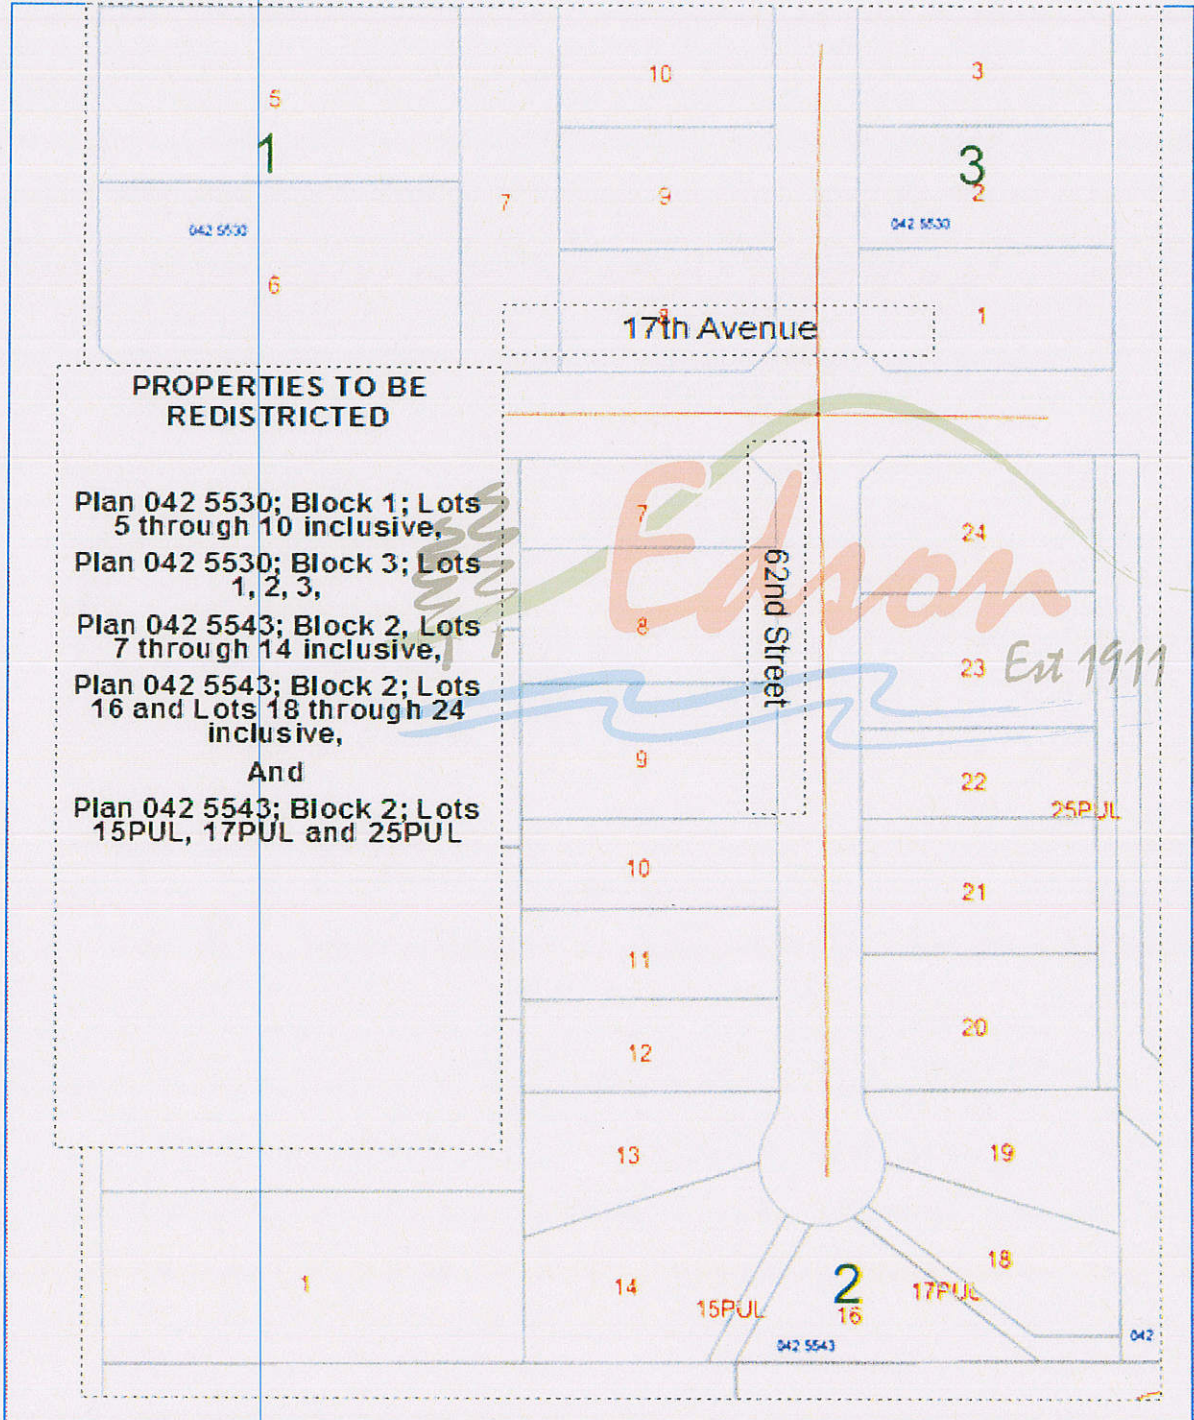 10
3
5
1
3
7
9
2
042 5530
042 5530
6
8
1
17th Avenue
PROPERTIES TO BE
REDISTRICTED
Plan 042 5530; Block 1; Lots
5 through 10 inclusive,
Plan 042 5530; Block 3; Lots
1, 2, 3,
Plan 042 5543; Block 2, Lots
7 through 14 inclusive,
Plan 042 5543; Block 2; Lots
16 and Lots 18 through 24
inclusive,
And
Plan 042 5543; Block 2; Lots
15PUL, 17PUL and 25PUL
Edson
Est 1911
62nd Street
7
24
8
23
9
22
25PUL
10
21
11
20
12
13
19
1
14
15PUL
2
16
17PUL
18
042 5543
042